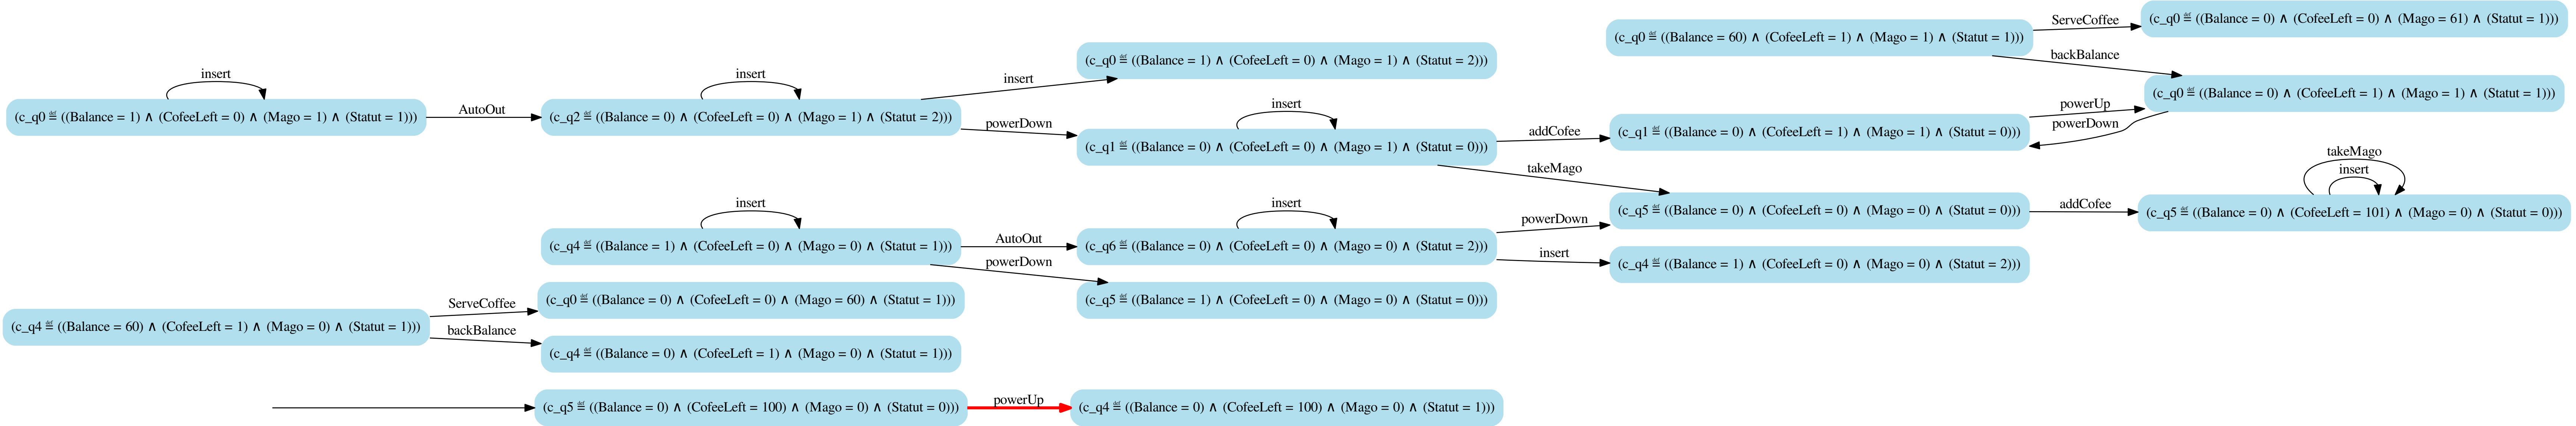 ServeCoffee
(c_q0 ≝ ((Balance = 0) ∧ (CofeeLeft = 0) ∧ (Mago = 61) ∧ (Statut = 1)))
(c_q0 ≝ ((Balance = 60) ∧ (CofeeLeft = 1) ∧ (Mago = 1) ∧ (Statut = 1)))
backBalance
(c_q0 ≝ ((Balance = 1) ∧ (CofeeLeft = 0) ∧ (Mago = 1) ∧ (Statut = 2)))
insert
insert
insert
(c_q0 ≝ ((Balance = 0) ∧ (CofeeLeft = 1) ∧ (Mago = 1) ∧ (Statut = 1)))
insert
powerUp
AutoOut
(c_q0 ≝ ((Balance = 1) ∧ (CofeeLeft = 0) ∧ (Mago = 1) ∧ (Statut = 1)))
(c_q2 ≝ ((Balance = 0) ∧ (CofeeLeft = 0) ∧ (Mago = 1) ∧ (Statut = 2)))
powerDown
powerDown
addCofee
(c_q1 ≝ ((Balance = 0) ∧ (CofeeLeft = 1) ∧ (Mago = 1) ∧ (Statut = 0)))
(c_q1 ≝ ((Balance = 0) ∧ (CofeeLeft = 0) ∧ (Mago = 1) ∧ (Statut = 0)))
takeMago
takeMago
insert
insert
insert
addCofee
(c_q5 ≝ ((Balance = 0) ∧ (CofeeLeft = 0) ∧ (Mago = 0) ∧ (Statut = 0)))
(c_q5 ≝ ((Balance = 0) ∧ (CofeeLeft = 101) ∧ (Mago = 0) ∧ (Statut = 0)))
powerDown
AutoOut
(c_q4 ≝ ((Balance = 1) ∧ (CofeeLeft = 0) ∧ (Mago = 0) ∧ (Statut = 1)))
(c_q6 ≝ ((Balance = 0) ∧ (CofeeLeft = 0) ∧ (Mago = 0) ∧ (Statut = 2)))
insert
powerDown
(c_q4 ≝ ((Balance = 1) ∧ (CofeeLeft = 0) ∧ (Mago = 0) ∧ (Statut = 2)))
ServeCoffee
(c_q0 ≝ ((Balance = 0) ∧ (CofeeLeft = 0) ∧ (Mago = 60) ∧ (Statut = 1)))
(c_q5 ≝ ((Balance = 1) ∧ (CofeeLeft = 0) ∧ (Mago = 0) ∧ (Statut = 0)))
(c_q4 ≝ ((Balance = 60) ∧ (CofeeLeft = 1) ∧ (Mago = 0) ∧ (Statut = 1)))
backBalance
(c_q4 ≝ ((Balance = 0) ∧ (CofeeLeft = 1) ∧ (Mago = 0) ∧ (Statut = 1)))
powerUp
(c_q5 ≝ ((Balance = 0) ∧ (CofeeLeft = 100) ∧ (Mago = 0) ∧ (Statut = 0)))
(c_q4 ≝ ((Balance = 0) ∧ (CofeeLeft = 100) ∧ (Mago = 0) ∧ (Statut = 1)))